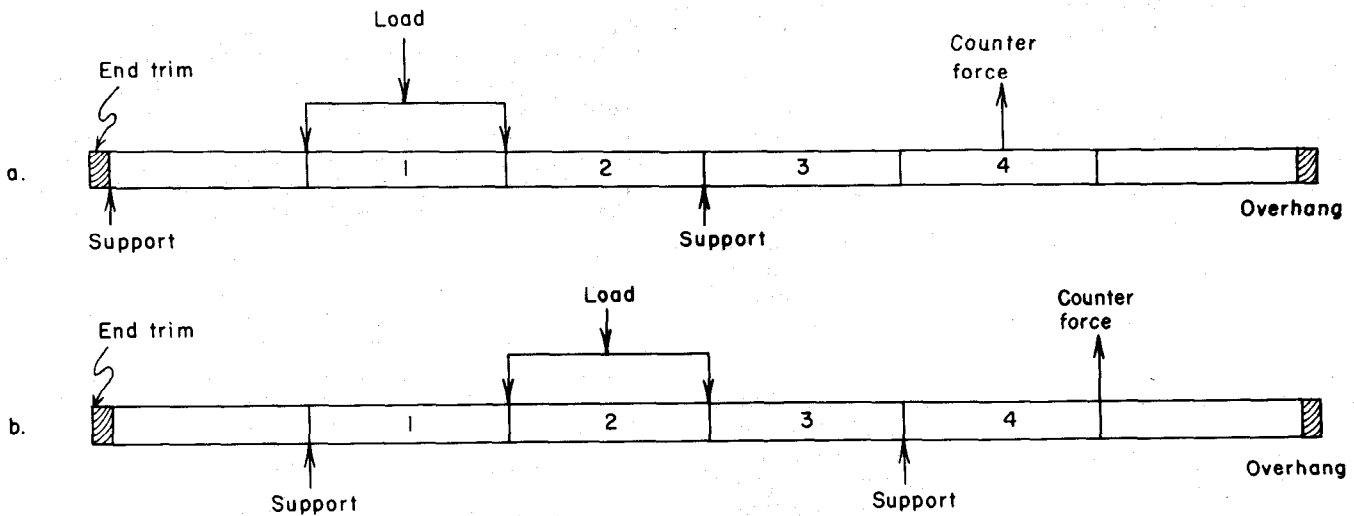 Load
Counter
force
End trim
a.
1
2
3
4
Support
Support
Overhang
Load
Counter
force
End trim
b.
1
2
3
4
Support
Support
Overhang